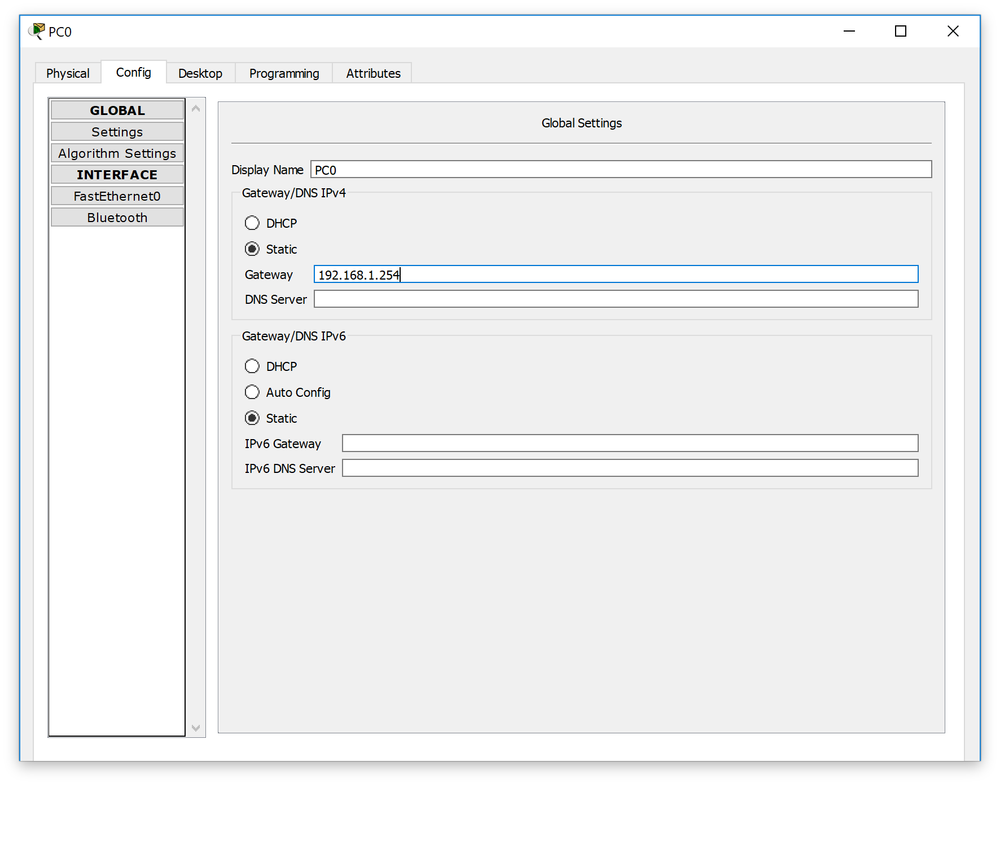 PC0
Physical Config Desktop Programming Attributes
GLOBAL
Settings
Algorithm Settings
INTERFACE
FastEthernet0
Bluetooth
Global Settings
Display Name PC0
Gateway/DNS IPv4
DHCP
Static
Gateway 192.168.1.254
DNS Server
Gateway/DNS IPv6
DHCP
Auto Config
Static
IPv6 Gateway
IPv6 DNS Server